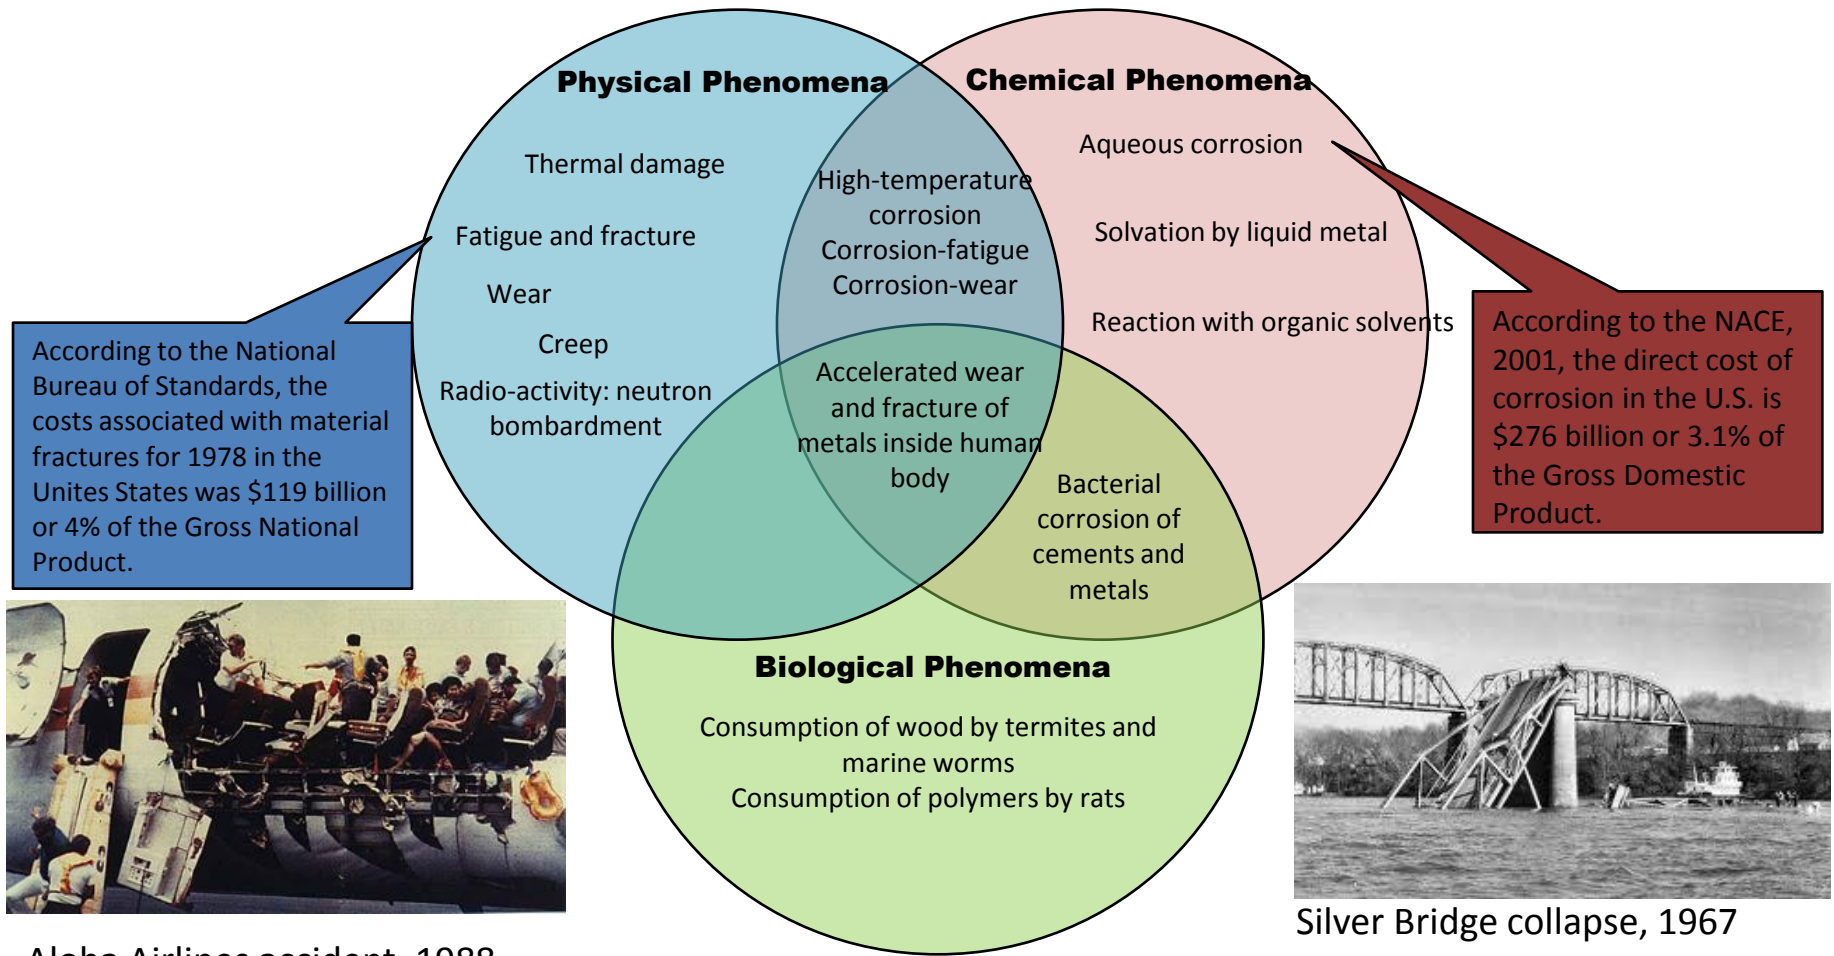 Physical Phenomena
Thermal damage
Fatigue and fracture
Wear
Creep
Radio-activity: neutron
bombardment
Chemical Phenomena
Aqueous corrosion
Solvation by liquid metal
Reaction with organic solvents
High-temperature
corrosion
Corrosion-fatigue
Corrosion-wear
Accelerated wear
and fracture of
metals inside human
body
Bacterial
corrosion of
cements and
metals
Biological Phenomena
Consumption of wood by termites and
marine worms
Consumption of polymers by rats
According to the National
Bureau of Standards, the
costs associated with material
fractures for 1978 in the
Unites States was $119 billion
or 4% of the Gross National
Product.
According to the NACE,
2001, the direct cost of
corrosion in the U.S. is
$276 billion or 3.1% of
the Gross Domestic
Product.
Aloha Airlines accident, 1988
Silver Bridge collapse, 1967